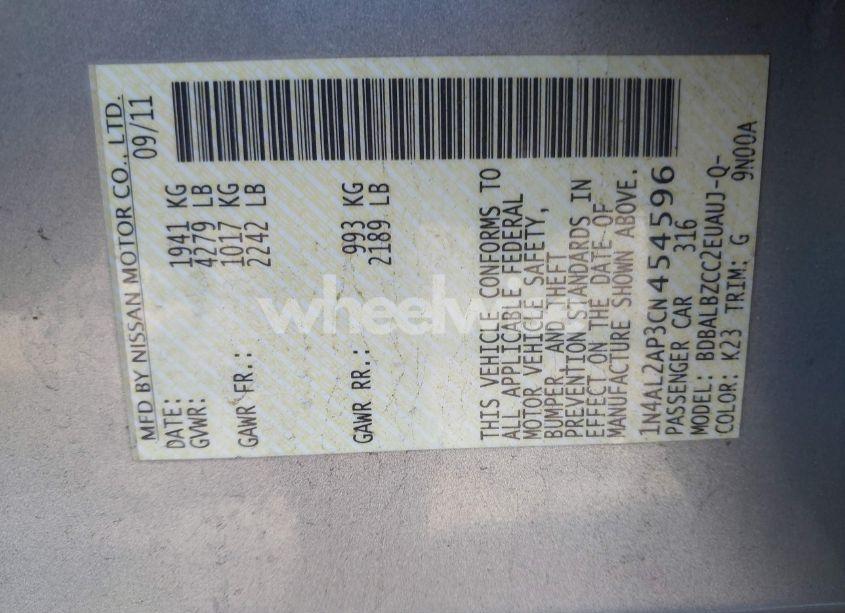 MFD BY NISSAN MOTOR CO., LTD.
DATE: 09/11
GVWR: 1941 KG
4279 LB
GAWR FR.: 1017 KG
2242 LB
GAWR RR.: 993 KG
2189 LB
THIS VEHICLE CONFORMS TO
ALL APPLICABLE FEDERAL
MOTOR VEHICLE SAFETY,
BUMPER AND THEFT
PREVENTION STANDARDS IN
EFFECT ON THE DATE OF
MANUFACTURE SHOWN ABOVE.
1N4AL2AP3CN454596
PASSENGER CAR 316
MODEL: BDBALBZCC2EUAUJ-Q-
COLOR: K23 TRIM: G 9N00A